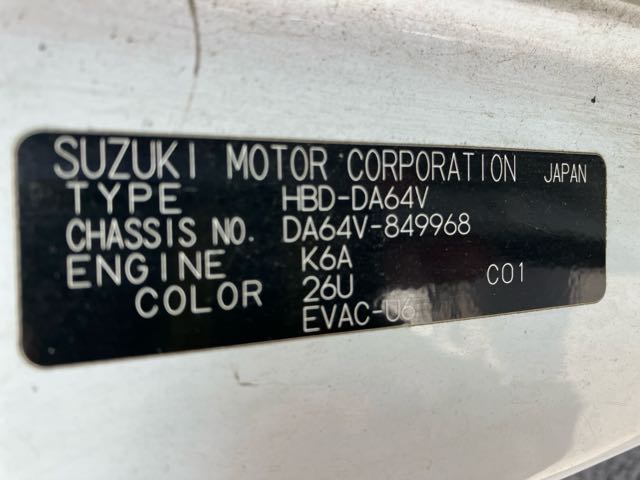 SUZUKI MOTOR CORPORATION JAPAN
TYPE HBD-DA64V
CHASSIS NO. DA64V-849968
ENGINE K6A
COLOR 26U C01
EVAC-U6